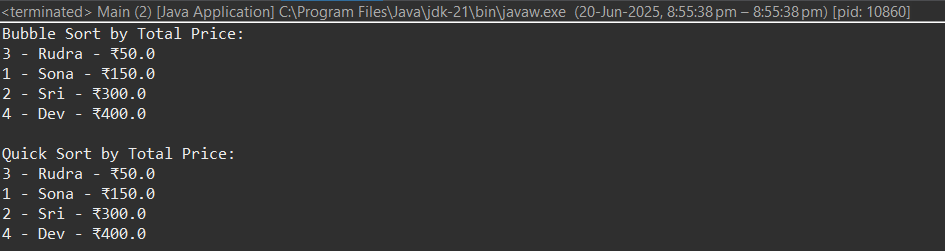 <terminated> Main (2) [Java Application] C:\Program Files\Java\jdk-21\bin\javaw.exe (20-Jun-2025, 8:55:38 pm – 8:55:38 pm) [pid: 10860]
Bubble Sort by Total Price:
3 - Rudra - ₹50.0
1 - Sona - ₹150.0
2 - Sri - ₹300.0
4 - Dev - ₹400.0
Quick Sort by Total Price:
3 - Rudra - ₹50.0
1 - Sona - ₹150.0
2 - Sri - ₹300.0
4 - Dev - ₹400.0